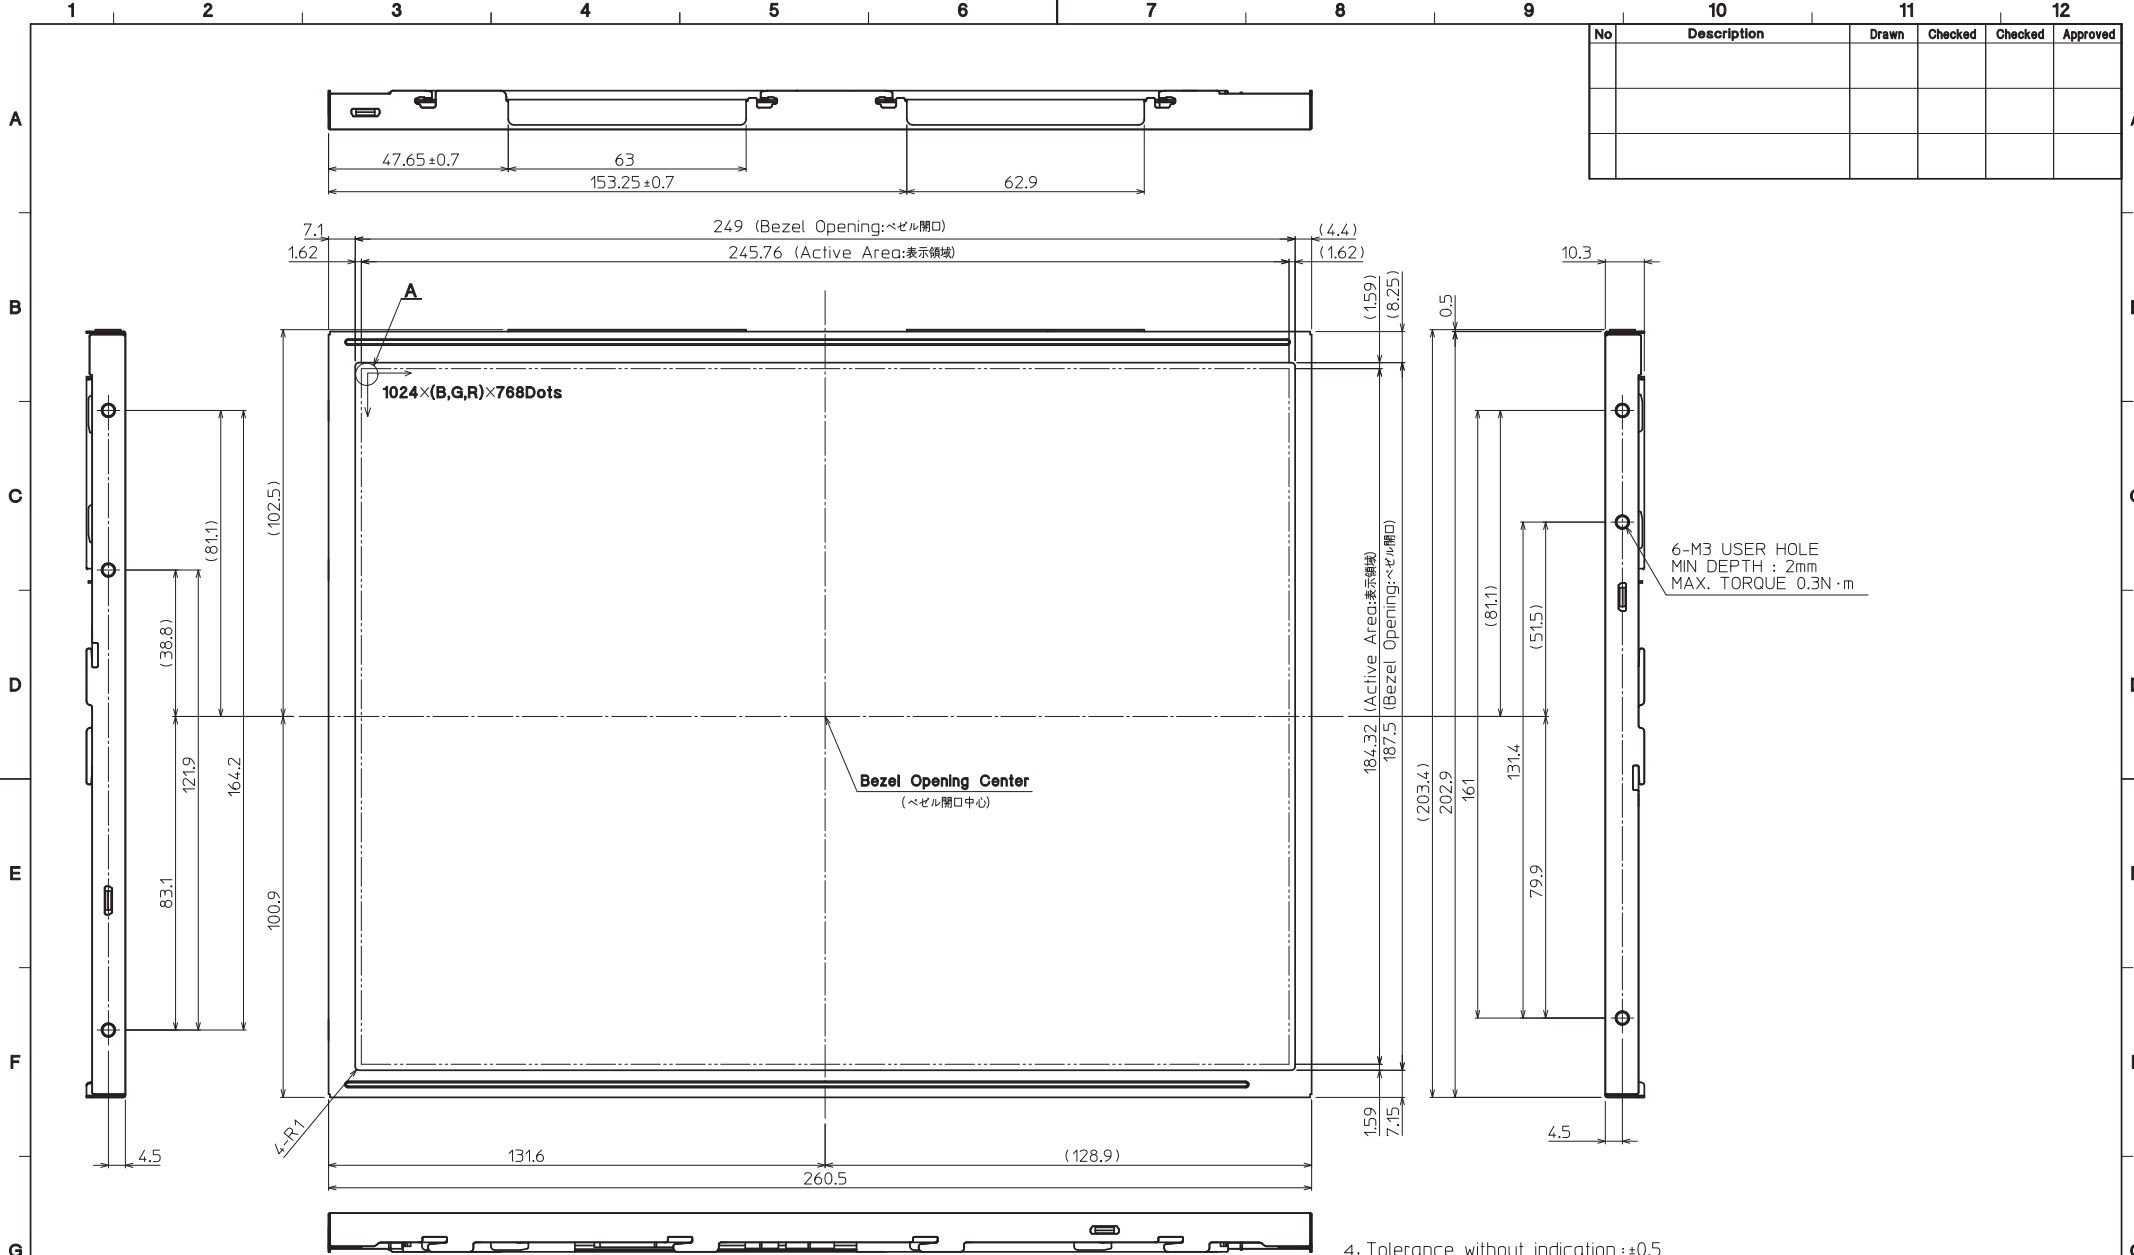 1 2 3 4 5 6 7 8 9 10 11 12
No Description Drawn Checked Checked Approved
A
47.65±0.7 63
153.25±0.7 62.9
7.1 249 (Bezel Opening:ベゼル開口) (4.4)
1.62 245.76 (Active Area:表示領域) (1.62)
10.3
B
A
(1.59)
(8.25)
0.5
1024×(B,G,R)×768Dots
C
(102.5)
(81.1)
(38.8)
121.9
164.2
83.1
100.9
184.32 (Active Area:表示領域)
187.5 (Bezel Opening:ベゼル開口)
(203.4)
202.9
161
(81.1)
131.4
(51.5)
79.9
6-M3 USER HOLE
MIN DEPTH : 2mm
MAX. TORQUE 0.3N·m
D
Bezel Opening Center
(ベゼル開口中心)
E
F
4-R1
1.59
7.15
4.5
4.5
131.6 (128.9)
260.5
G
4. Tolerance without indication : ±0.5